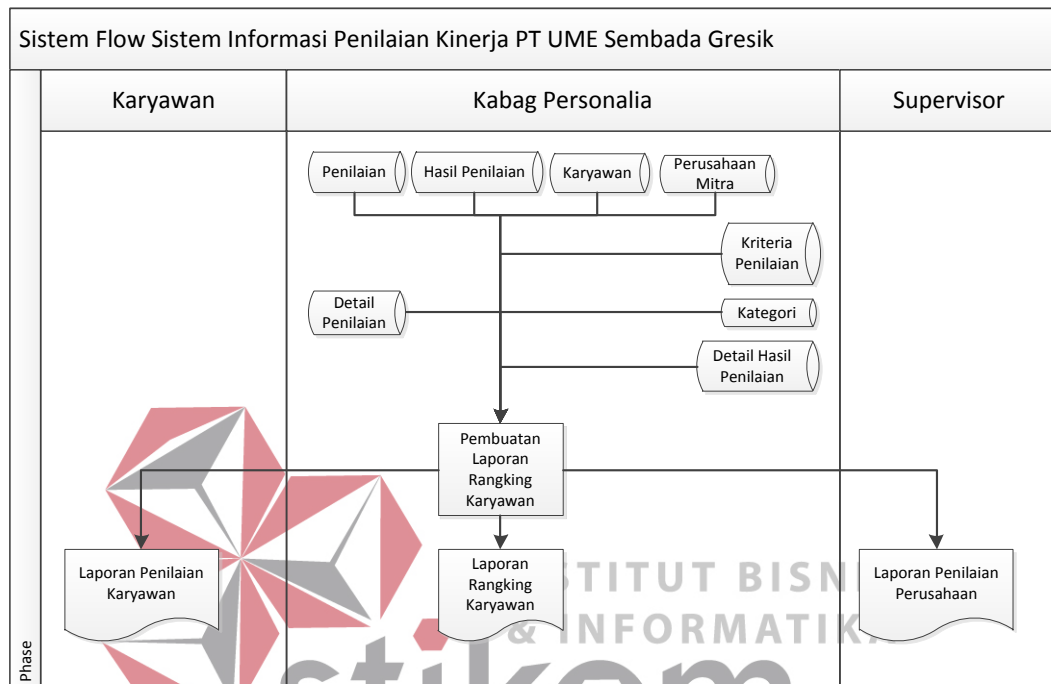 Sistem Flow Sistem Informasi Penilaian Kinerja PT UME Sembada Gresik
Karyawan
Kabag Personalia
Supervisor
Penilaian
Hasil Penilaian
Karyawan
Perusahaan
Mitra
Kriteria
Penilaian
Detail
Penilaian
Kategori
Detail Hasil
Penilaian
Pembuatan
Laporan
Rangking
Karyawan
Laporan Penilaian
Karyawan
Laporan
Rangking
Karyawan
Laporan Penilaian
Perusahaan
STITUT BISN
& INFORMATIKA
stikom
Phase